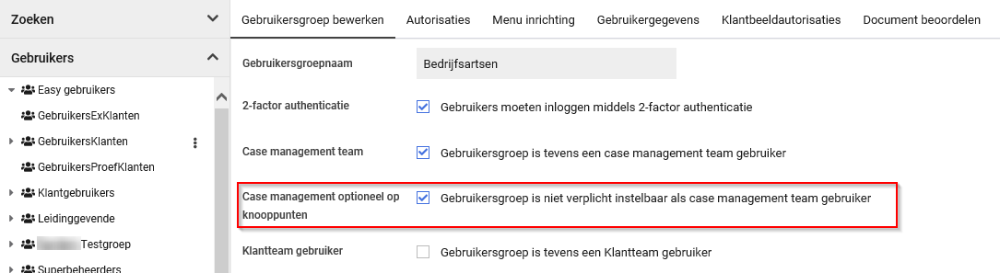 Zoeken
Gebruikers
Easy gebruikers
GebruikersExKlanten
GebruikersKlanten
GebruikersProefKlanten
Klantgebruikers
Leidinggevende
Testgroep
Superbeheerders
Gebruikersgroep bewerken Autorisaties Menu inrichting Gebruikergegevens Klantbeeldautorisaties Document beoordelen
Gebruikersgroepnaam Bedrijfsartsen
2-factor authenticatie Gebruikers moeten inloggen middels 2-factor authenticatie
Case management team Gebruikersgroep is tevens een case management team gebruiker
Case management optioneel op Gebruikersgroep is niet verplicht instelbaar als case management team gebruiker
knooppunten
Klantteam gebruiker Gebruikersgroep is tevens een Klantteam gebruiker